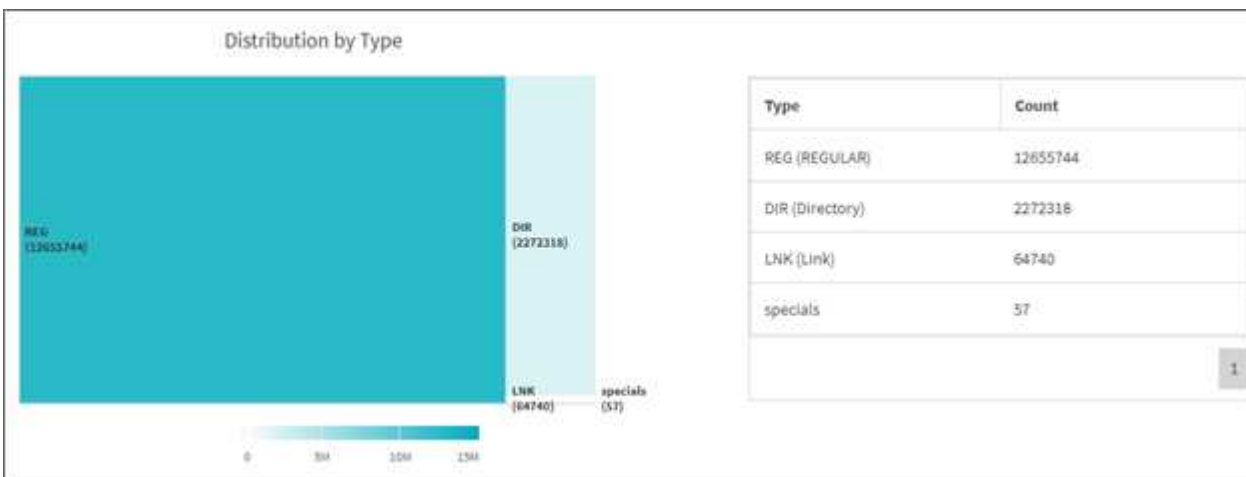 Distribution by Type
REG
(12655744)
DIR
(2272318)
LNK
(64740)
specials
(57)
0 5M 10M 15M
Type Count
REG (REGULAR) 12655744
DIR (Directory) 2272318
LNK (Link) 64740
specials 57
1